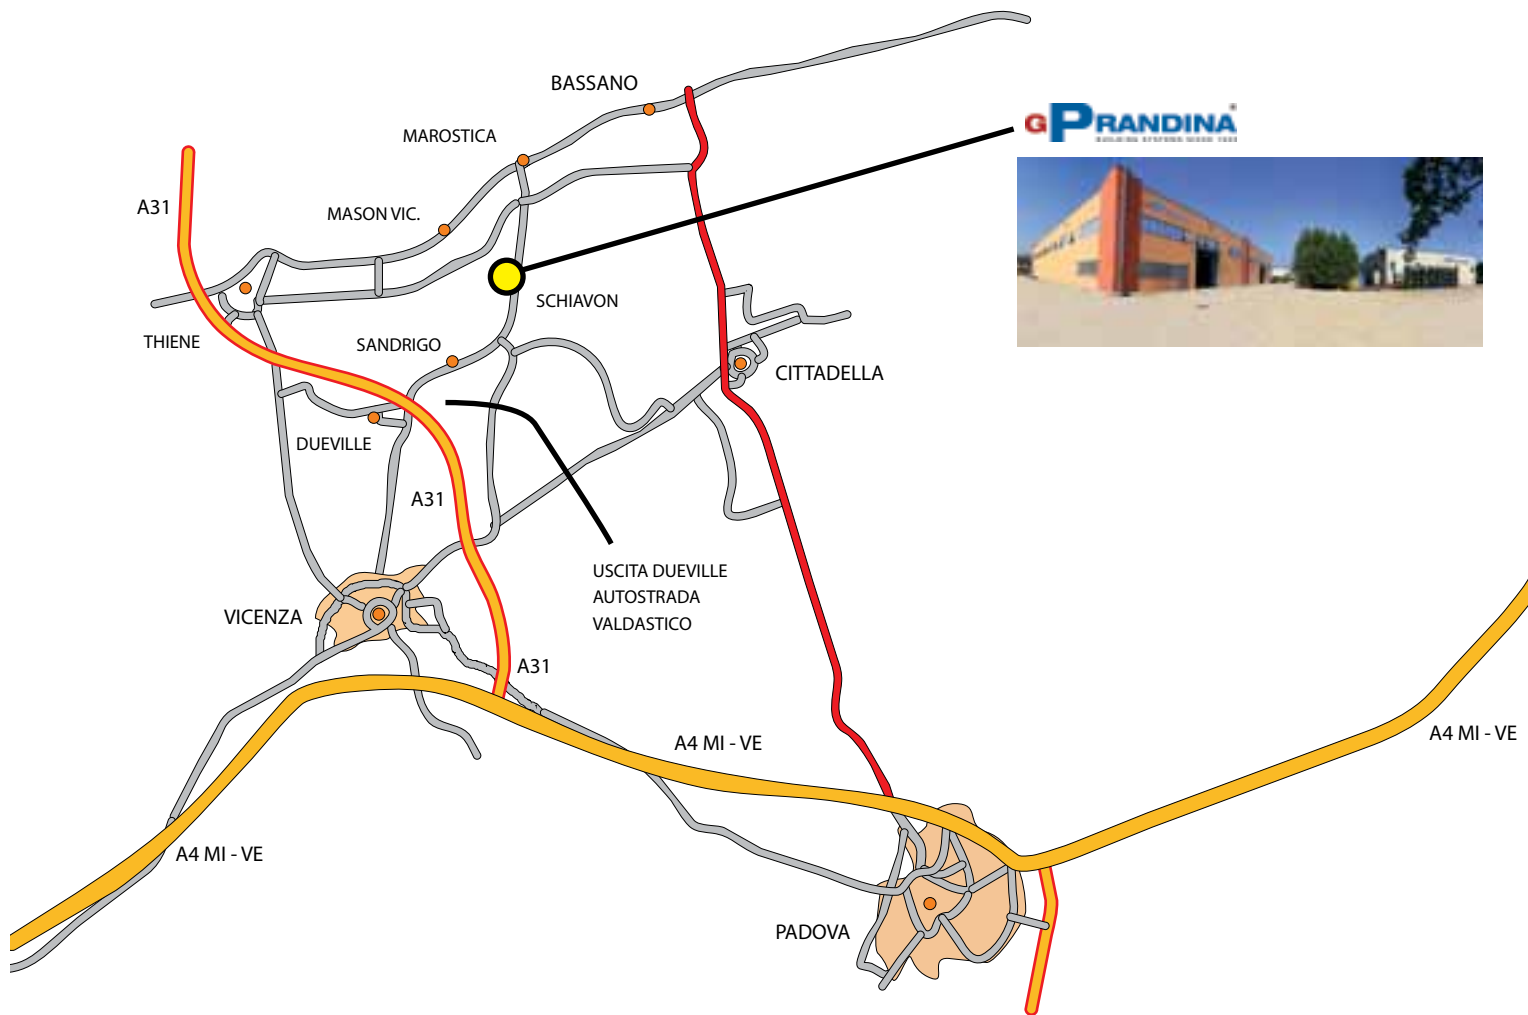 BASSANO
GPRANDINA
MAROSTICA
A31
MASON VIC.
SCHIAVON
THIENE
SANDRIGO
CITTADELLA
DUEVILLE
A31
USCITA DUEVILLE
AUTOSTRADA
VALDASTICO
VICENZA
A31
A4 MI - VE
A4 MI - VE
A4 MI - VE
PADOVA